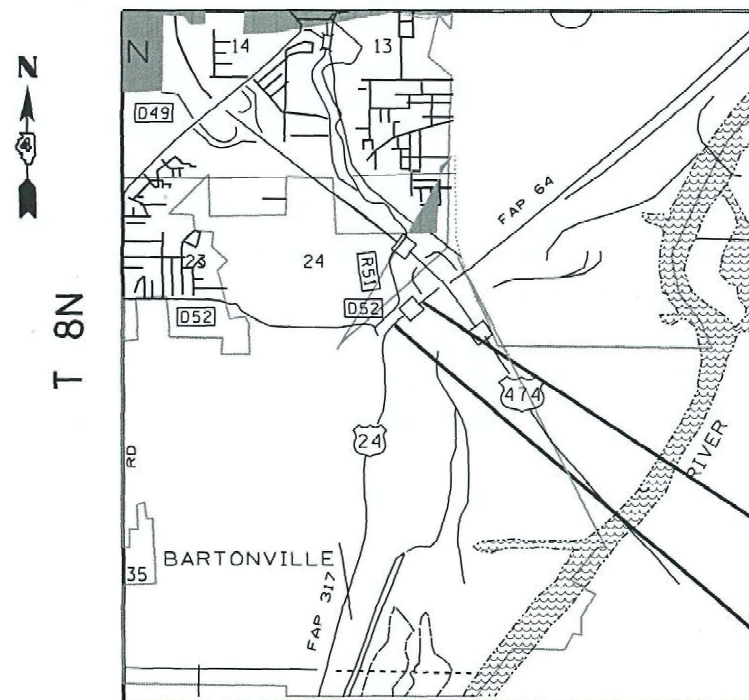 N
14
13
N
D49
4
FAP 64
23
24
R51
D52
D52
T 8N
474
24
RIVER
RD
BARTONVILLE
35
FAP 317